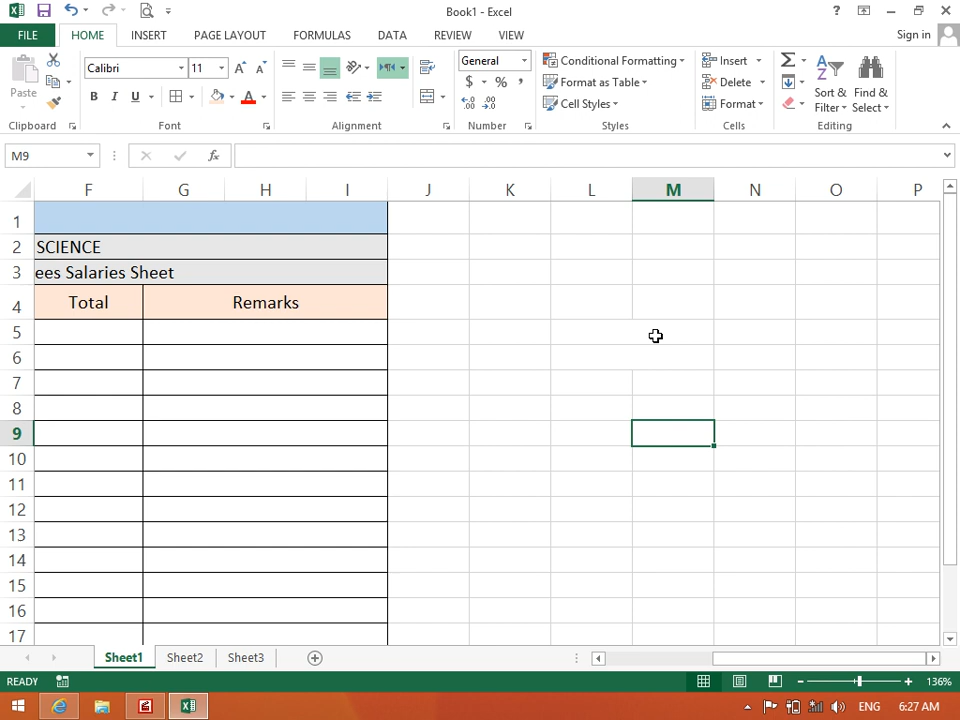 Book1 - Excel
FILE HOME INSERT PAGE LAYOUT FORMULAS DATA REVIEW VIEW Sign in
Paste
Calibri 11
B I U
General
$ % ,
Conditional Formatting
Format as Table
Cell Styles
Insert
Delete
Format
Sort & Filter
Find & Select
Clipboard Font Alignment Number Styles Cells Editing
M9 fx
F G H I J K L M N O P
1
2 SCIENCE
3 ees Salaries Sheet
4 Total Remarks
5
6
7
8
9
10
11
12
13
14
15
16
17
Sheet1 Sheet2 Sheet3
READY 136%
ENG 6:27 AM